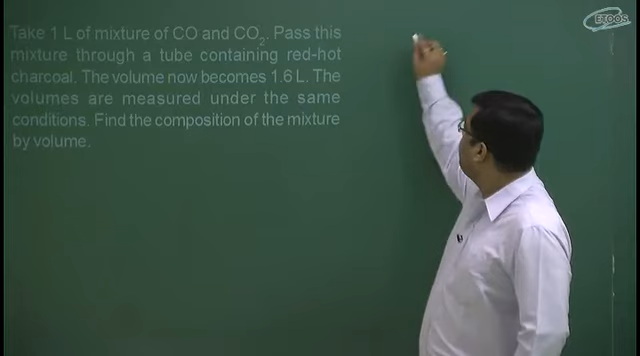 ETOOS
Take 1 L of mixture of CO and CO2. Pass this
mixture through a tube containing red-hot
charcoal. The volume now becomes 1.6 L. The
volumes are measured under the same
conditions. Find the composition of the mixture
by volume.